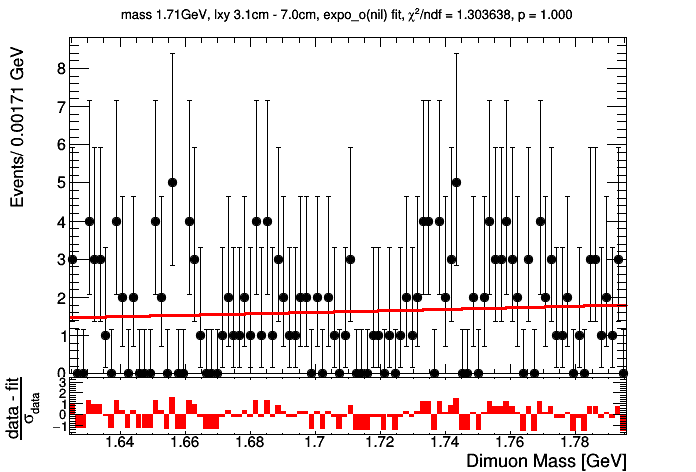 mass 1.71GeV, lxy 3.1cm - 7.0cm, expo_o(nil) fit, χ²/ndf = 1.303638, p = 1.000
Events/ 0.00171 GeV
8
7
6
5
4
3
2
1
0
data - fit
σdata
3
2
1
0
−1
1.64 1.66 1.68 1.7 1.72 1.74 1.76 1.78
Dimuon Mass [GeV]